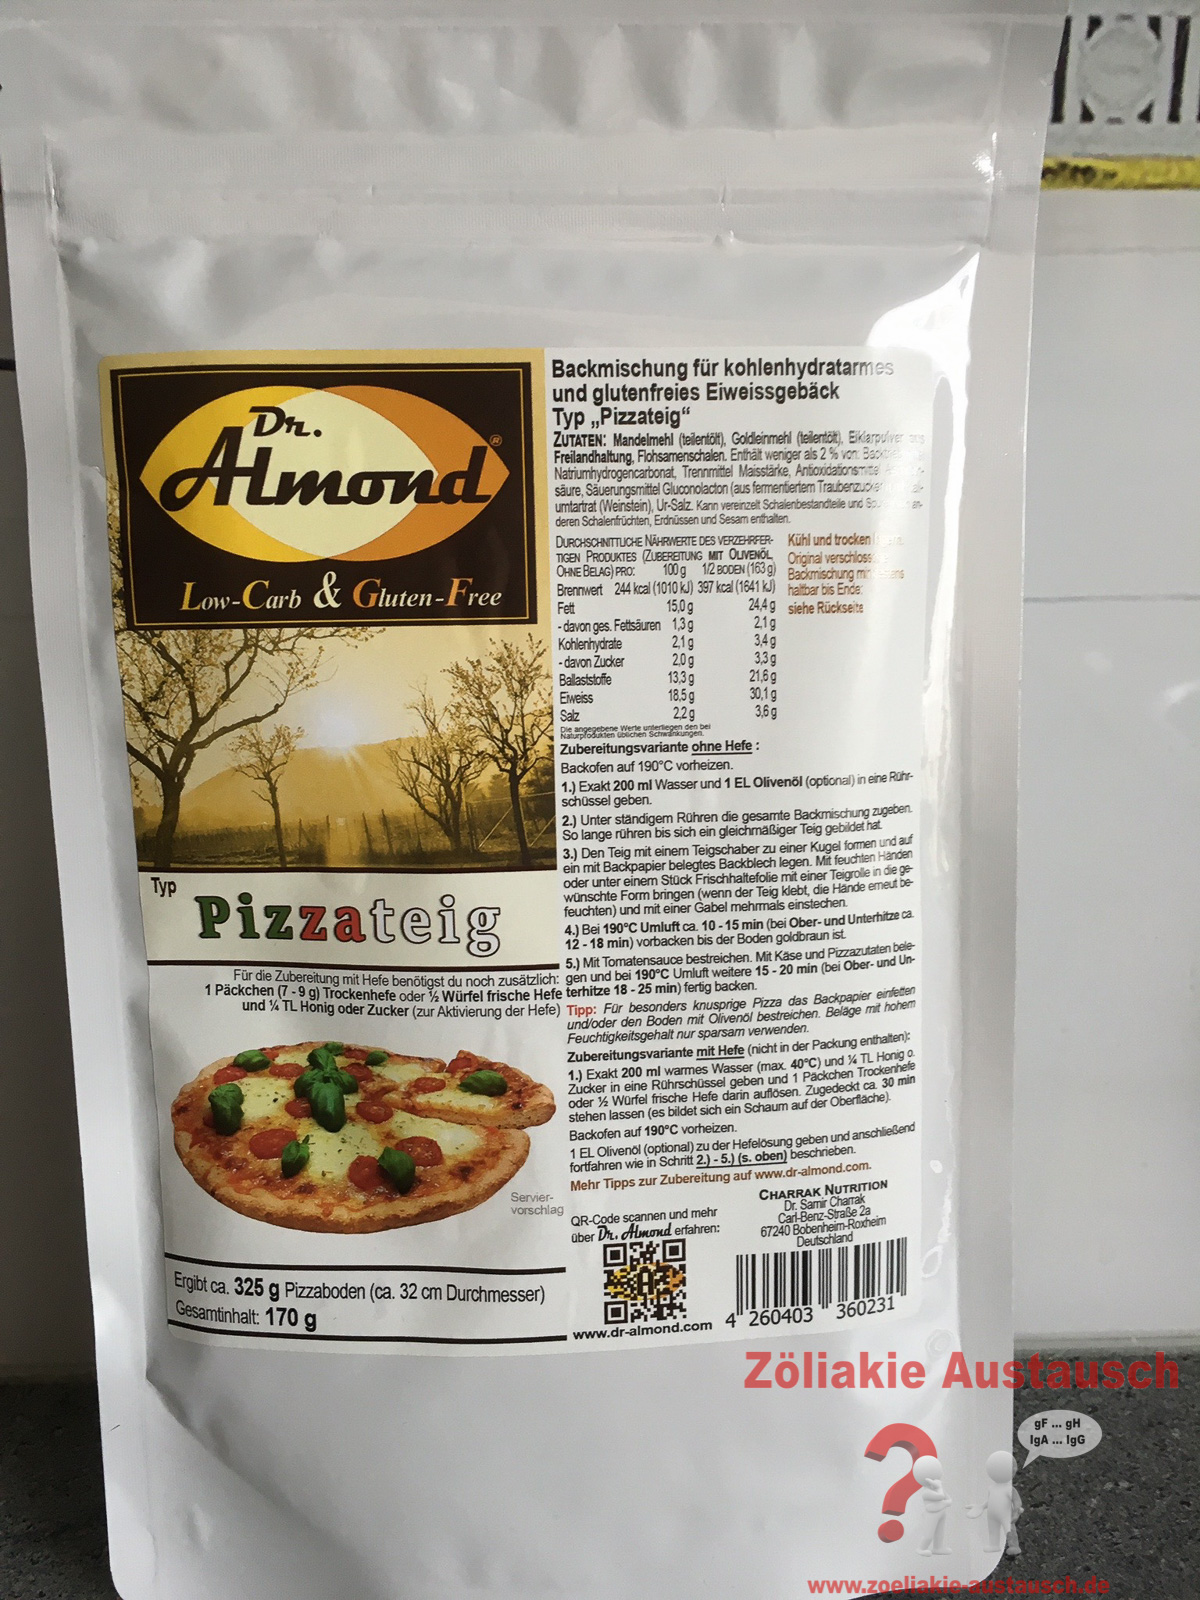 Dr.
Almond®
Low-Carb & Gluten-Free
Typ
Pizzateig
Für die Zubereitung mit Hefe benötigst du noch zusätzlich:
1 Päckchen (7 - 9 g) Trockenhefe oder ½ Würfel frische Hefe
und ¼ TL Honig oder Zucker (zur Aktivierung der Hefe)
Servier-
vorschlag
Ergibt ca. 325 g Pizzaboden (ca. 32 cm Durchmesser)
Gesamtinhalt: 170 g
Backmischung für kohlenhydratarmes
und glutenfreies Eiweissgebäck
Typ „Pizzateig“
ZUTATEN: Mandelmehl (teilentölt), Goldleinmehl (teilentölt), Eiklarpulver
Freilandhaltung, Flohsamenschalen. Enthält weniger als 2 % von:
Natriumhydrogencarbonat, Trennmittel Maisstärke, Antioxidationsmittel
säure, Säuerungsmittel Gluconolacton (aus fermentiertem Traubenzucker
umtartrat (Weinstein), Ur-Salz. Kann vereinzelt Schalenbestandteile und
deren Schalenfrüchten, Erdnüssen und Sesam enthalten.
DURCHSCHNITTLICHE NÄHRWERTE DES VERZEHRFER-
TIGEN PRODUKTES (ZUBEREITUNG MIT OLIVENÖL,
OHNE BELAG) PRO: 100 g 1/2 BODEN (163 g)
Brennwert 244 kcal (1010 kJ) 397 kcal (1641 kJ)
Fett 15,0 g 24,4 g
- davon ges. Fettsäuren 1,3 g 2,1 g
Kohlenhydrate 2,1 g 3,4 g
- davon Zucker 2,0 g 3,3 g
Ballaststoffe 13,3 g 21,6 g
Eiweiss 18,5 g 30,1 g
Salz 2,2 g 3,6 g
Die angegebene Werte unterliegen den bei
Naturprodukten üblichen Schwankungen.
Kühl und trocken
Original verschloss
Backmischung
haltbar bis Ende:
siehe Rückseite
Zubereitungsvariante ohne Hefe :
Backofen auf 190°C vorheizen.
1.) Exakt 200 ml Wasser und 1 EL Olivenöl (optional) in eine Rühr-
schüssel geben.
2.) Unter ständigem Rühren die gesamte Backmischung zugeben.
So lange rühren bis sich ein gleichmäßiger Teig gebildet hat.
3.) Den Teig mit einem Teigschaber zu einer Kugel formen und auf
ein mit Backpapier belegtes Backblech legen. Mit feuchten Händen
oder unter einem Stück Frischhaltefolie mit einer Teigrolle in die ge-
wünschte Form bringen (wenn der Teig klebt, die Hände erneut be-
feuchten) und mit einer Gabel mehrmals einstechen.
4.) Bei 190°C Umluft ca. 10 - 15 min (bei Ober- und Unterhitze ca.
12 - 18 min) vorbacken bis der Boden goldbraun ist.
5.) Mit Tomatensauce bestreichen. Mit Käse und Pizzazutaten bele-
gen und bei 190°C Umluft weitere 15 - 20 min (bei Ober- und Un-
terhitze 18 - 25 min) fertig backen.
Tipp: Für besonders knusprige Pizza das Backpapier einfetten
und/oder den Boden mit Olivenöl bestreichen. Beläge mit hohem
Feuchtigkeitsgehalt nur sparsam verwenden.
Zubereitungsvariante mit Hefe (nicht in der Packung enthalten):
1.) Exakt 200 ml warmes Wasser (max. 40°C) und ¼ TL Honig o.
Zucker in eine Rührschüssel geben und 1 Päckchen Trockenhefe
oder ½ Würfel frische Hefe darin auflösen. Zugedeckt ca. 30 min
stehen lassen (es bildet sich ein Schaum auf der Oberfläche).
Backofen auf 190°C vorheizen.
1 EL Olivenöl (optional) zu der Hefelösung geben und anschließend
fortfahren wie in Schritt 2.) - 5.) (s. oben) beschrieben.
Mehr Tipps zur Zubereitung auf www.dr-almond.com.
QR-Code scannen und mehr
über Dr. Almond erfahren:
www.dr-almond.com
CHARRAK NUTRITION
Dr. Samir Charrak
Carl-Benz-Straße 2a
67240 Bobenheim-Roxheim
Deutschland
4 260403 360231
Zöliakie Austausch
gF ... gH
IgA ... IgG
?
www.zoeliakie-austausch.de